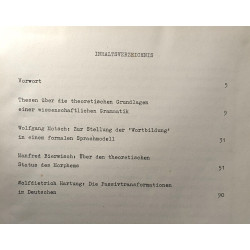 INHALTSVERZEICHNIS
Vorwort 5
Thesen über die theoretischen Grundlagen
einer wissenschaftlichen Grammatik 9
Wolfgang Motsch: Zur Stellung der 'Wortbildung'
in einem formalen Sprachmodell 31
Manfred Bierwisch: Über den theoretischen
Status des Morphems 51
Wolfdietrich Hartung: Die Passivtransformationen
im Deutschen 90